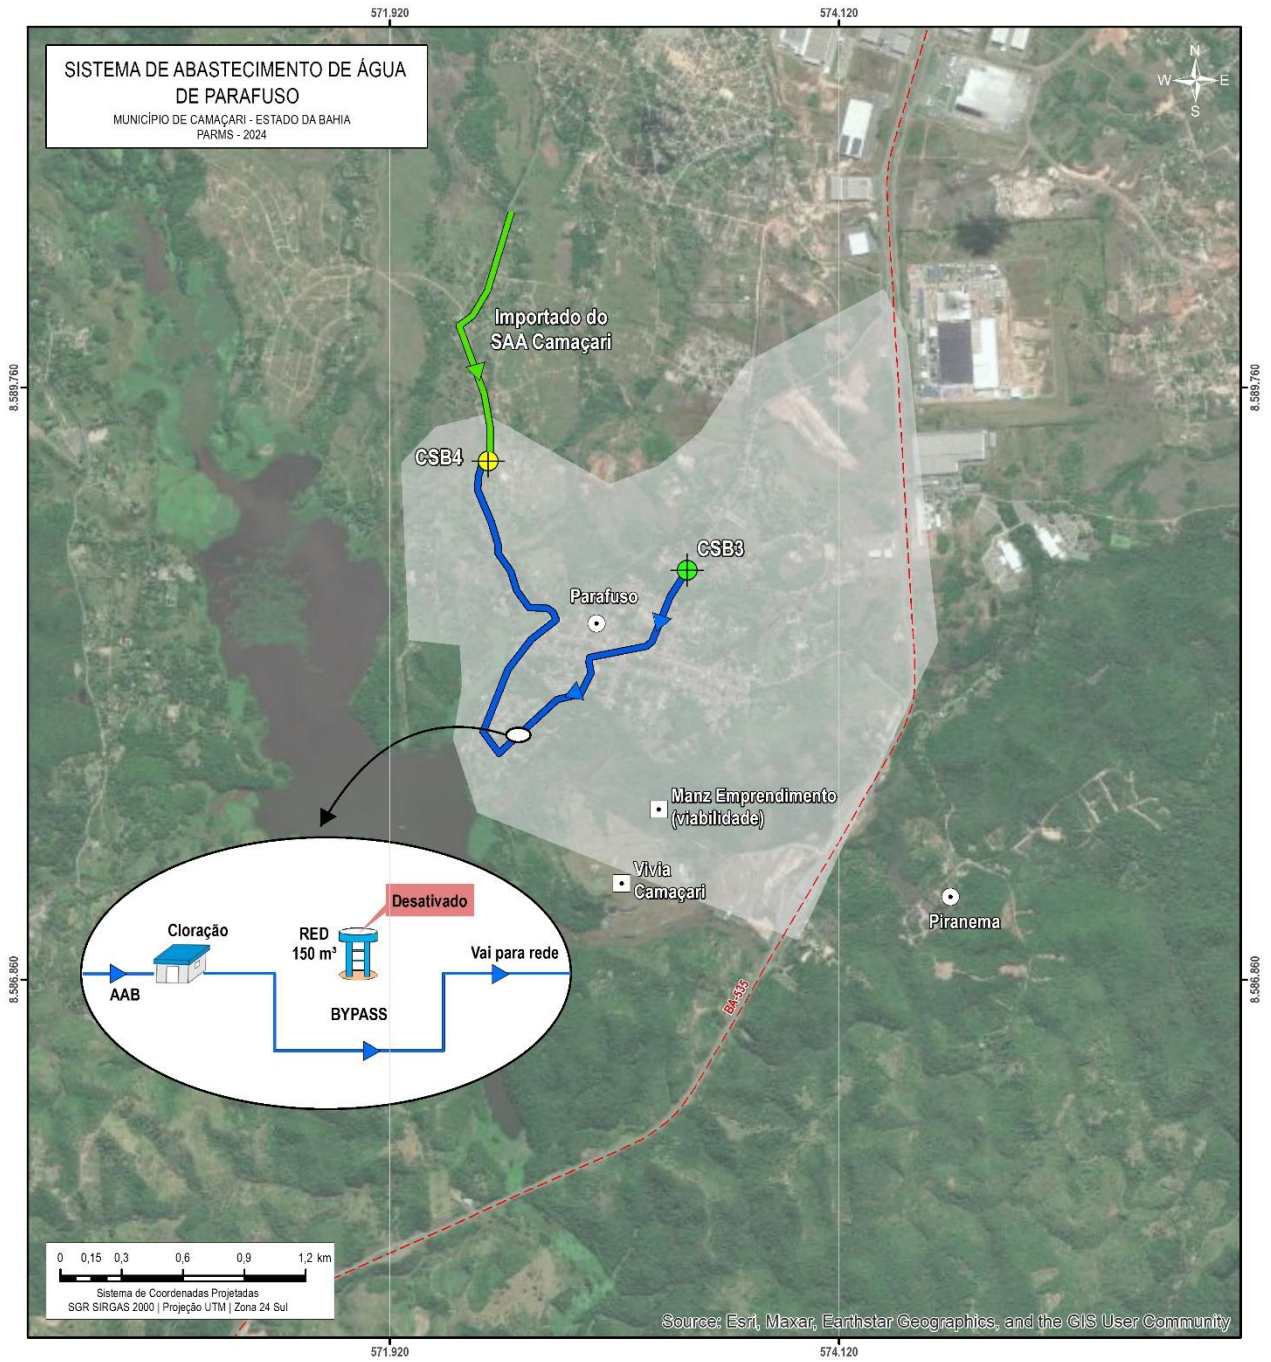 571.920
574.120
SISTEMA DE ABASTECIMENTO DE ÁGUA
DE PARAFUSO
MUNICÍPIO DE CAMAÇARI - ESTADO DA BAHIA
PARMS - 2024
N
W
E
S
Importado do
SAA Camaçari
8.589.760
8.589.760
CSB4
CSB3
Parafuso
Manz Emprendimento
(viabilidade)
Vivia
Camaçari
Piranema
Desativado
Cloração
RED
150 m³
Vai para rede
AAB
BYPASS
8.586.860
8.586.860
BA-535
0 0,15 0,3 0,6 0,9 1,2 km
Sistema de Coordenadas Projetadas
SGR SIRGAS 2000 | Projeção UTM | Zona 24 Sul
Source: Esri, Maxar, Earthstar Geographics, and the GIS User Community
571.920
574.120